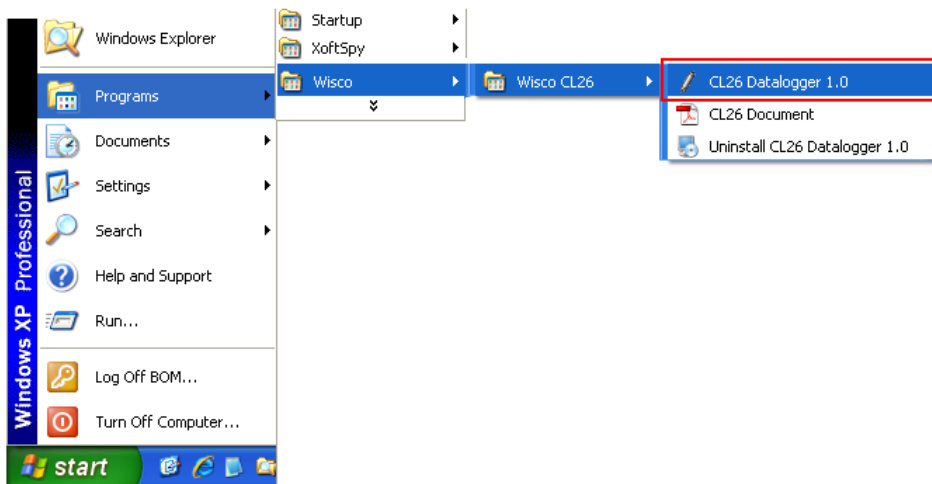 Windows XP Professional
Windows Explorer
Programs
Documents
Settings
Search
Help and Support
Run...
Log Off BOM...
Turn Off Computer...
start
Startup
XoftSpy
Wisco
Wisco CL26
CL26 Datalogger 1.0
CL26 Document
Uninstall CL26 Datalogger 1.0